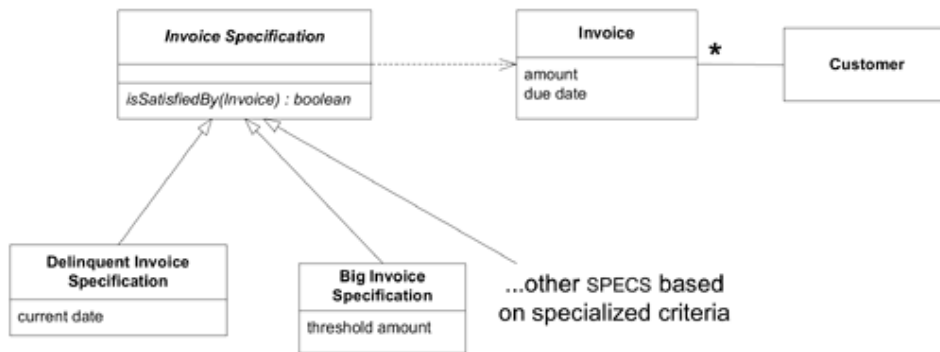 Invoice Specification
isSatisfiedBy(Invoice) : boolean
Invoice
amount
due date
*
Customer
Delinquent Invoice
Specification
current date
Big Invoice
Specification
threshold amount
...other SPECS based
on specialized criteria